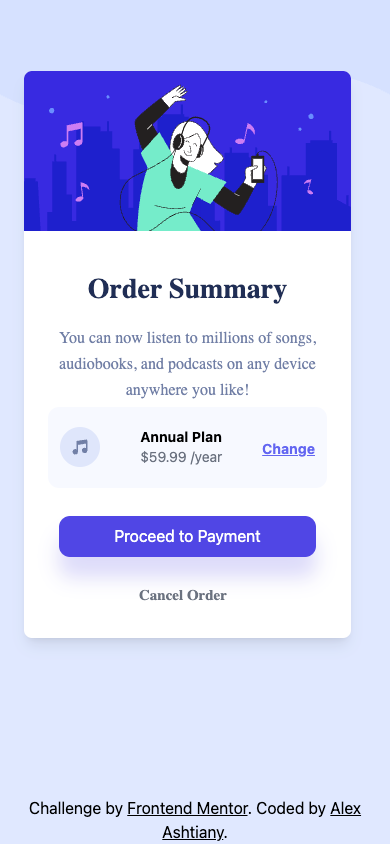 Order Summary
You can now listen to millions of songs,
audiobooks, and podcasts on any device
anywhere you like!
Annual Plan
$59.99 /year
Change
Proceed to Payment
Cancel Order
Challenge by Frontend Mentor. Coded by Alex
Ashtiany.